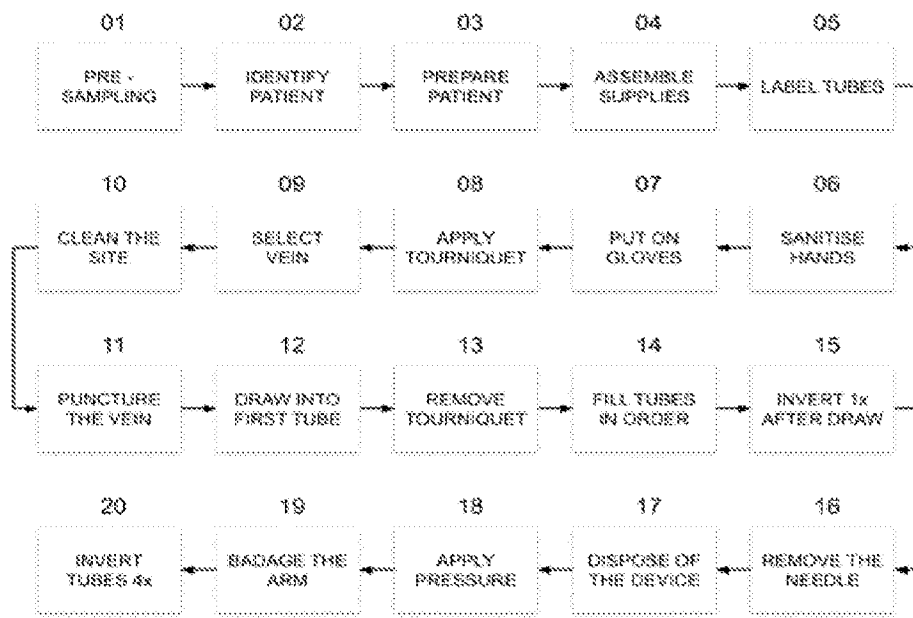 01
PRE -
SAMPLING
02
IDENTIFY
PATIENT
03
PREPARE
PATIENT
04
ASSEMBLE
SUPPLIES
05
LABEL TUBES
06
SANITISE
HANDS
07
PUT ON
GLOVES
08
APPLY
TOURNIQUET
09
SELECT
VEIN
10
CLEAN THE
SITE
11
PUNCTURE
THE VEIN
12
DRAW INTO
FIRST TUBE
13
REMOVE
TOURNIQUET
14
FILL TUBES
IN ORDER
15
INVERT 1x
AFTER DRAW
16
REMOVE THE
NEEDLE
17
DISPOSE OF
THE DEVICE
18
APPLY
PRESSURE
19
BADAGE THE
ARM
20
INVERT
TUBES 4x